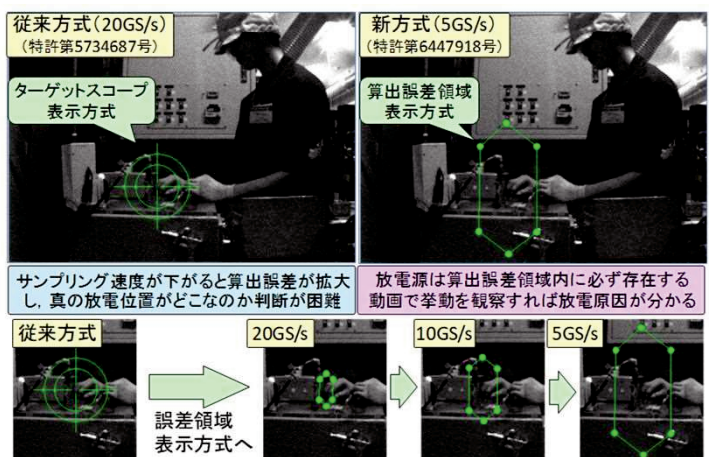 従来方式(20GS/s)
(特許第5734687号)
ターゲットスコープ
表示方式
新方式(5GS/s)
(特許第6447918号)
算出誤差領域
表示方式
サンプリング速度が下がると算出誤差が拡大
し，真の放電位置がどこなのか判断が困難
放電源は算出誤差領域内に必ず存在する
動画で挙動を観察すれば放電原因が分かる
従来方式
誤差領域
表示方式へ
20GS/s
10GS/s
5GS/s